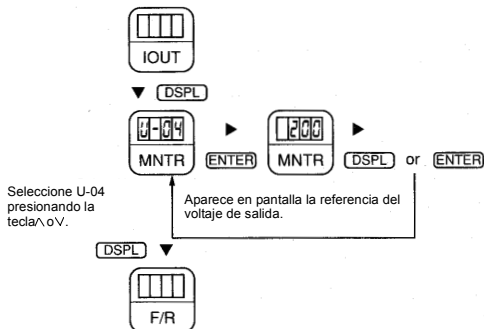 IOUT
▼ DSPL
U-04 ▶ 200 ▶
MNTR ENTER MNTR DSPL or ENTER
Seleccione U-04
presionando la
tecla∧ o∨.
Aparece en pantalla la referencia del
voltaje de salida.
DSPL ▼
F/R